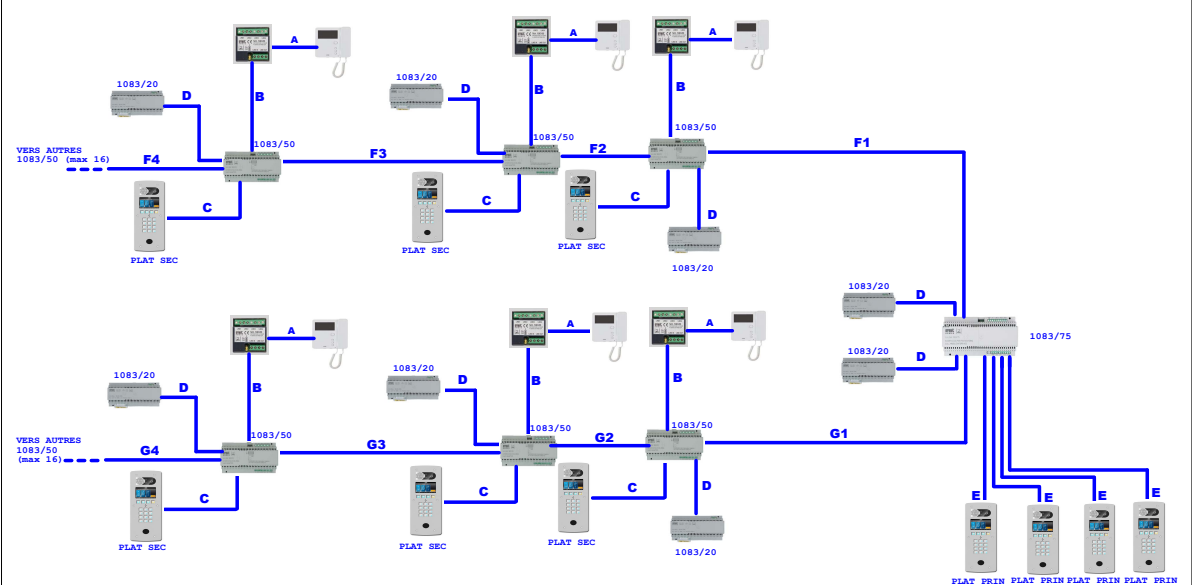 A
A
A
1083/20
D
B
D
1083/20
B
B
1083/50
VERS AUTRES
1083/50 (max 16)
F4
1083/50
F3
1083/50
F2
F1
C
C
C
D
PLAT SEC
PLAT SEC
PLAT SEC
1083/20
1083/20
D
1083/75
1083/20
D
A
A
A
1083/20
D
B
1083/20
D
B
B
VERS AUTRES
1083/50
(max 16)
G4
1083/50
G3
1083/50
G2
1083/50
G1
C
C
C
D
PLAT SEC
PLAT SEC
PLAT SEC
1083/20
E
E
E
E
PLAT PRIN
PLAT PRIN
PLAT PRIN
PLAT PRIN